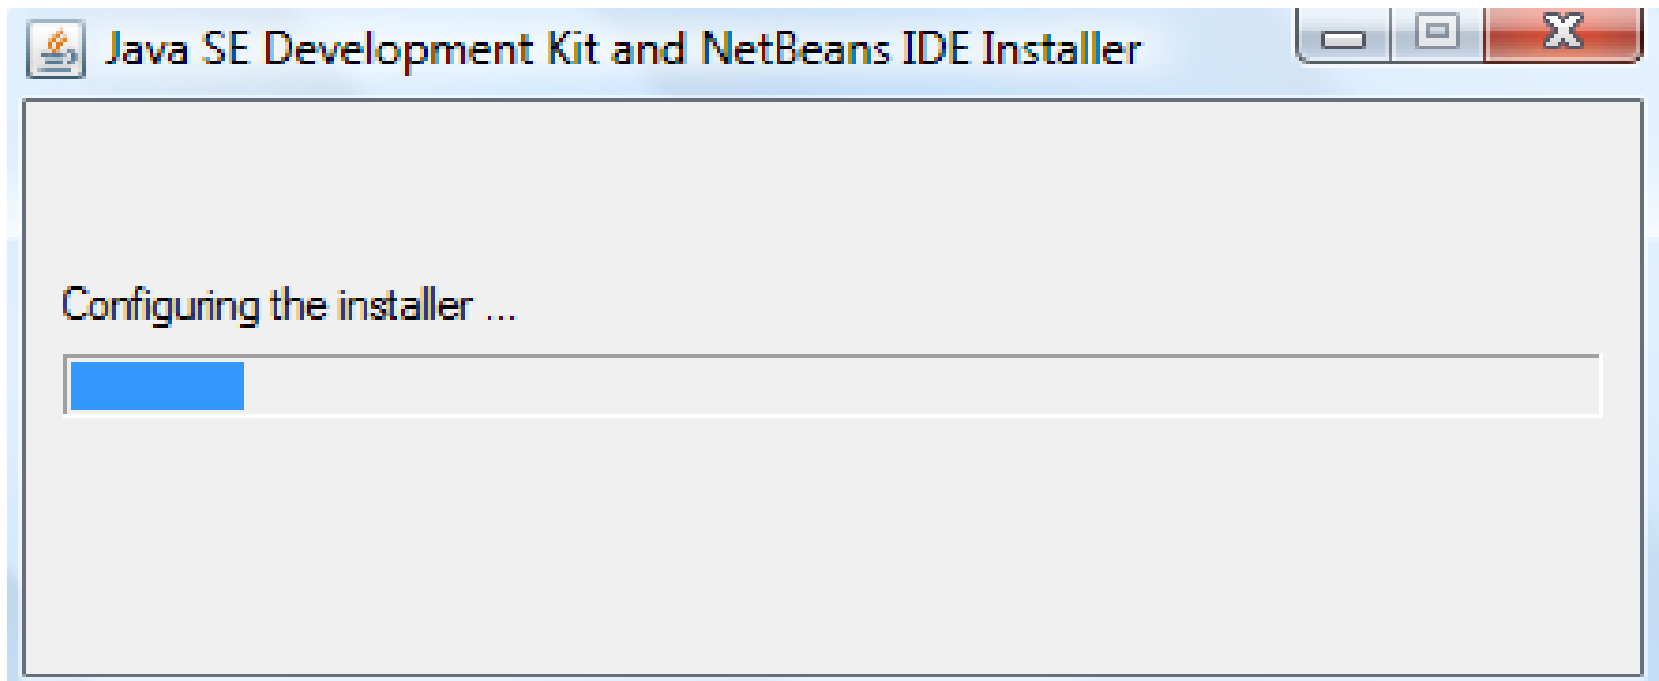 Java SE Development Kit and NetBeans IDE Installer
Configuring the installer ...